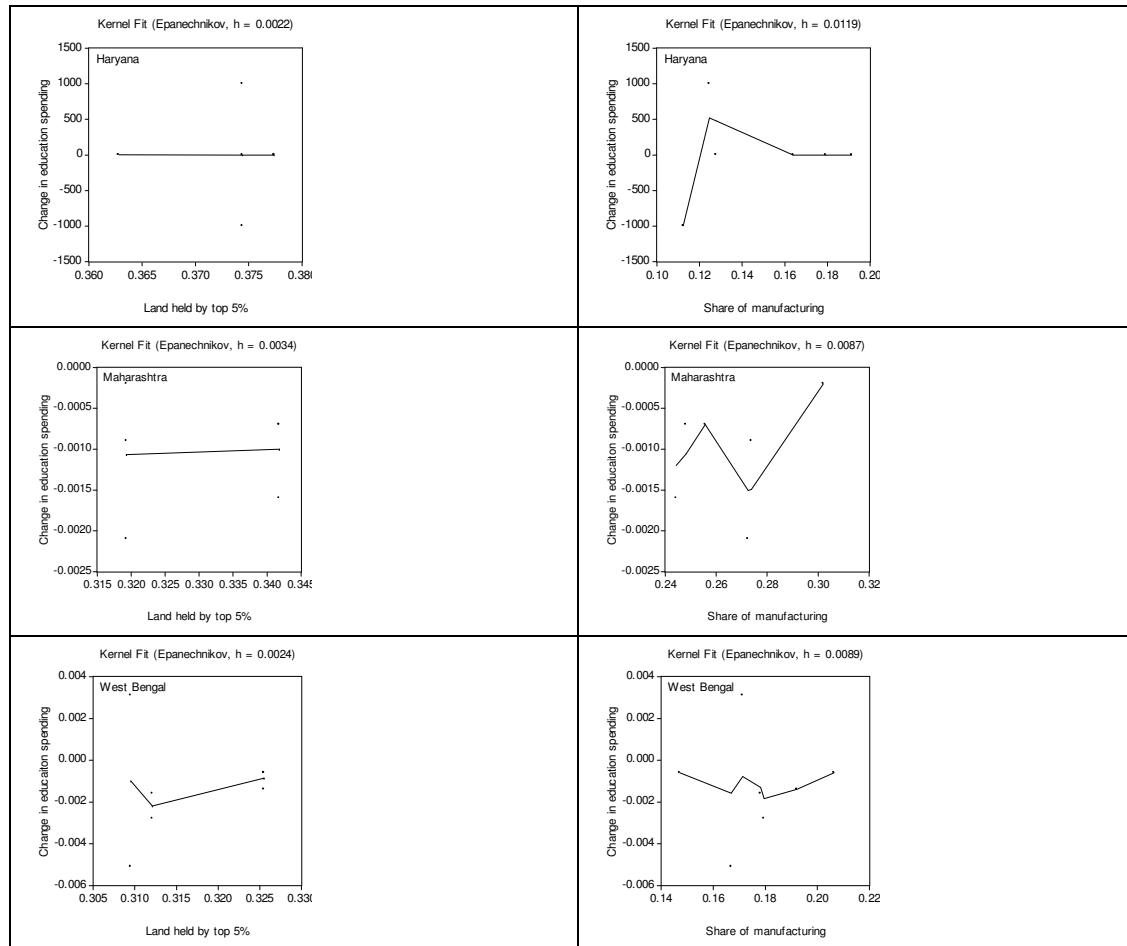 Kernel Fit (Epanechnikov, h = 0.0022)
1500
Haryana
1000
500
0
-500
-1000
-1500
Change in education spending
0.360 0.365 0.370 0.375 0.380
Land held by top 5%
Kernel Fit (Epanechnikov, h = 0.0119)
1500
Haryana
1000
500
0
-500
-1000
-1500
Change in education spending
0.10 0.12 0.14 0.16 0.18 0.20
Share of manufacturing
Kernel Fit (Epanechnikov, h = 0.0034)
0.0000
Maharashtra
-0.0005
-0.0010
-0.0015
-0.0020
-0.0025
Change in education spending
0.315 0.320 0.325 0.330 0.335 0.340 0.345
Land held by top 5%
Kernel Fit (Epanechnikov, h = 0.0087)
0.0000
Maharashtra
-0.0005
-0.0010
-0.0015
-0.0020
-0.0025
Change in educaiton spending
0.24 0.26 0.28 0.30 0.32
Share of manufacturing
Kernel Fit (Epanechnikov, h = 0.0024)
0.004
West Bengal
0.002
0.000
-0.002
-0.004
-0.006
Change in educaiton spending
0.305 0.310 0.315 0.320 0.325 0.330
Land held by top 5%
Kernel Fit (Epanechnikov, h = 0.0089)
0.004
West Bengal
0.002
0.000
-0.002
-0.004
-0.006
Change in education spending
0.14 0.16 0.18 0.20 0.22
Share of manufacturing